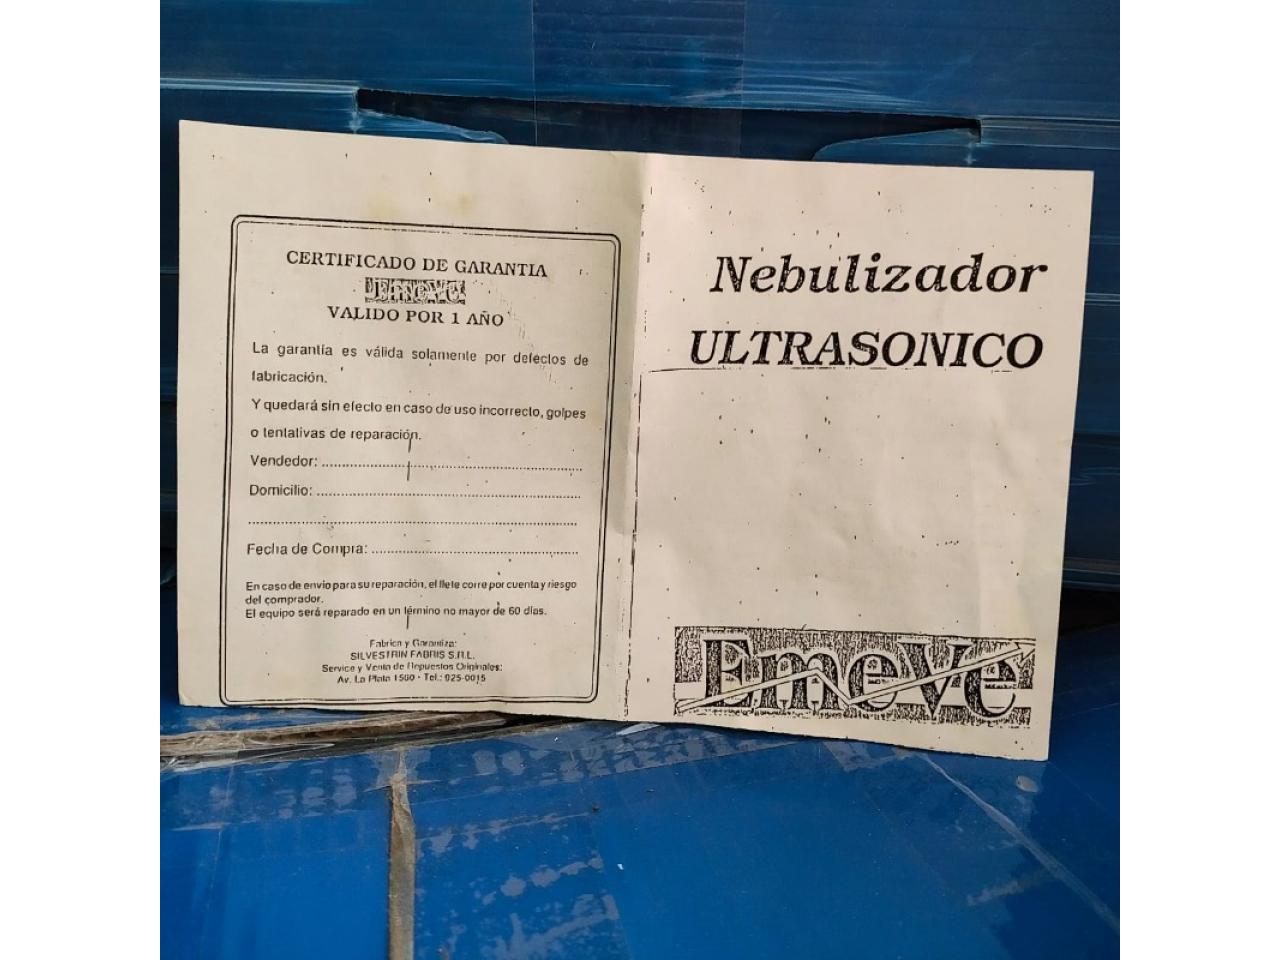 CERTIFICADO DE GARANTIA
EmeVe
VALIDO POR 1 AÑO
La garantía es válida solamente por defectos de
fabricación.
Y quedará sin efecto en caso de uso incorrecto, golpes
o tentativas de reparación.
Vendedor: ..........
Domicilio: ..........
..........
Fecha de Compra: ..........
En caso de envio para su reparación, el flete corre por cuenta y riesgo
del comprador.
El equipo será reparado en un término no mayor de 60 días.
Fabrica y Garantiza:
SILVESTRIN FABRIS S.R.L.
Service y Venta de Repuestos Originales:
Av. La Plata 1500 - Tel.: 925-0015
Nebulizador
ULTRASONICO
EmeVe